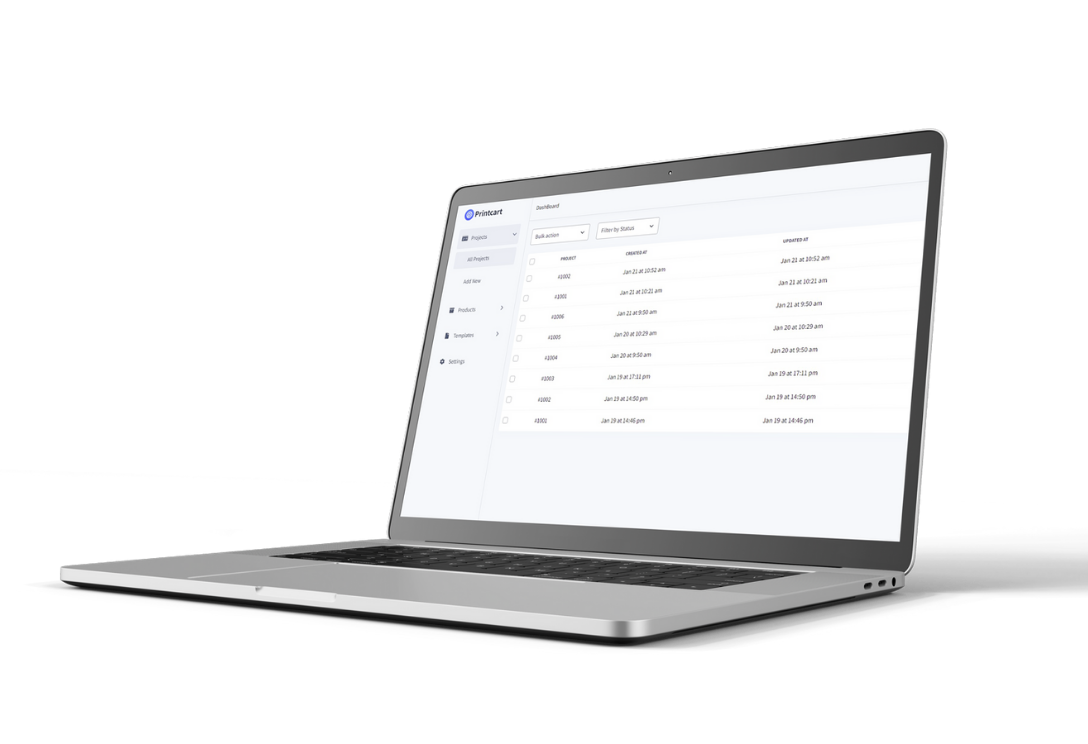 Printcart
Dashboard
Projects
All Projects
Add New
Products
Templates
Settings
Bulk action
Filter by Status
PROJECT CREATED AT UPDATED AT
#1002 Jan 21 at 10:52 am Jan 21 at 10:52 am
#1001 Jan 21 at 10:21 am Jan 21 at 10:21 am
#1006 Jan 21 at 9:50 am Jan 21 at 9:50 am
#1005 Jan 20 at 10:29 am Jan 20 at 10:29 am
#1004 Jan 20 at 9:50 am Jan 20 at 9:50 am
#1003 Jan 19 at 17:11 pm Jan 19 at 17:11 pm
#1002 Jan 19 at 14:50 pm Jan 19 at 14:50 pm
#1001 Jan 19 at 14:46 pm Jan 19 at 14:46 pm